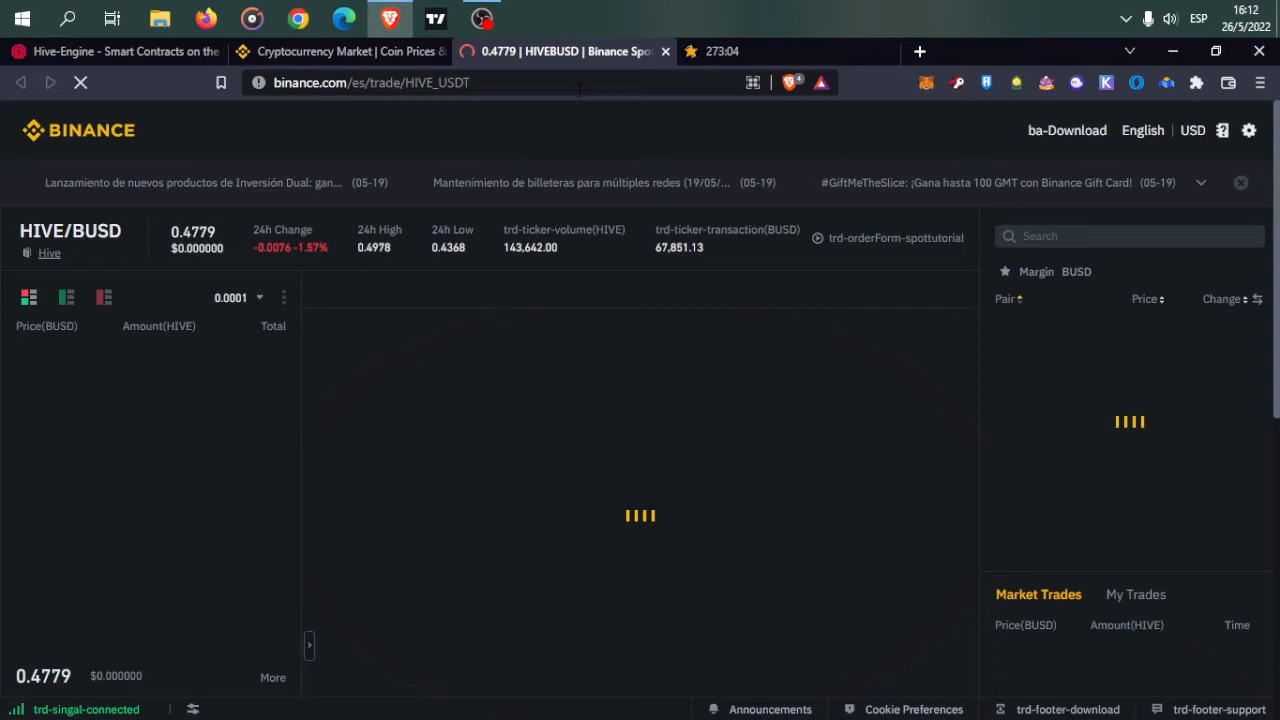 16:12
ESP
26/5/2022
Hive-Engine - Smart Contracts on the
Cryptocurrency Market | Coin Prices &
0.4779 | HIVEBUSD | Binance Spo
273:04
binance.com/es/trade/HIVE_USDT
4
BINANCE
ba-Download
English
USD
Lanzamiento de nuevos productos de Inversión Dual: gan... (05-19)
Mantenimiento de billeteras para múltiples redes (19/05/... (05-19)
#GiftMeTheSlice: ¡Gana hasta 100 GMT con Binance Gift Card! (05-19)
HIVE/BUSD
Hive
0.4779
$0.000000
24h Change
-0.0076 -1.57%
24h High
0.4978
24h Low
0.4368
trd-ticker-volume(HIVE)
143,642.00
trd-ticker-transaction(BUSD)
67,851.13
trd-orderForm-spottutorial
Search
Margin BUSD
Pair Price Change
0.0001
Price(BUSD) Amount(HIVE) Total
0.4779 $0.000000 More
Market Trades My Trades
Price(BUSD) Amount(HIVE) Time
trd-singal-connected
Announcements
Cookie Preferences
trd-footer-download
trd-footer-support